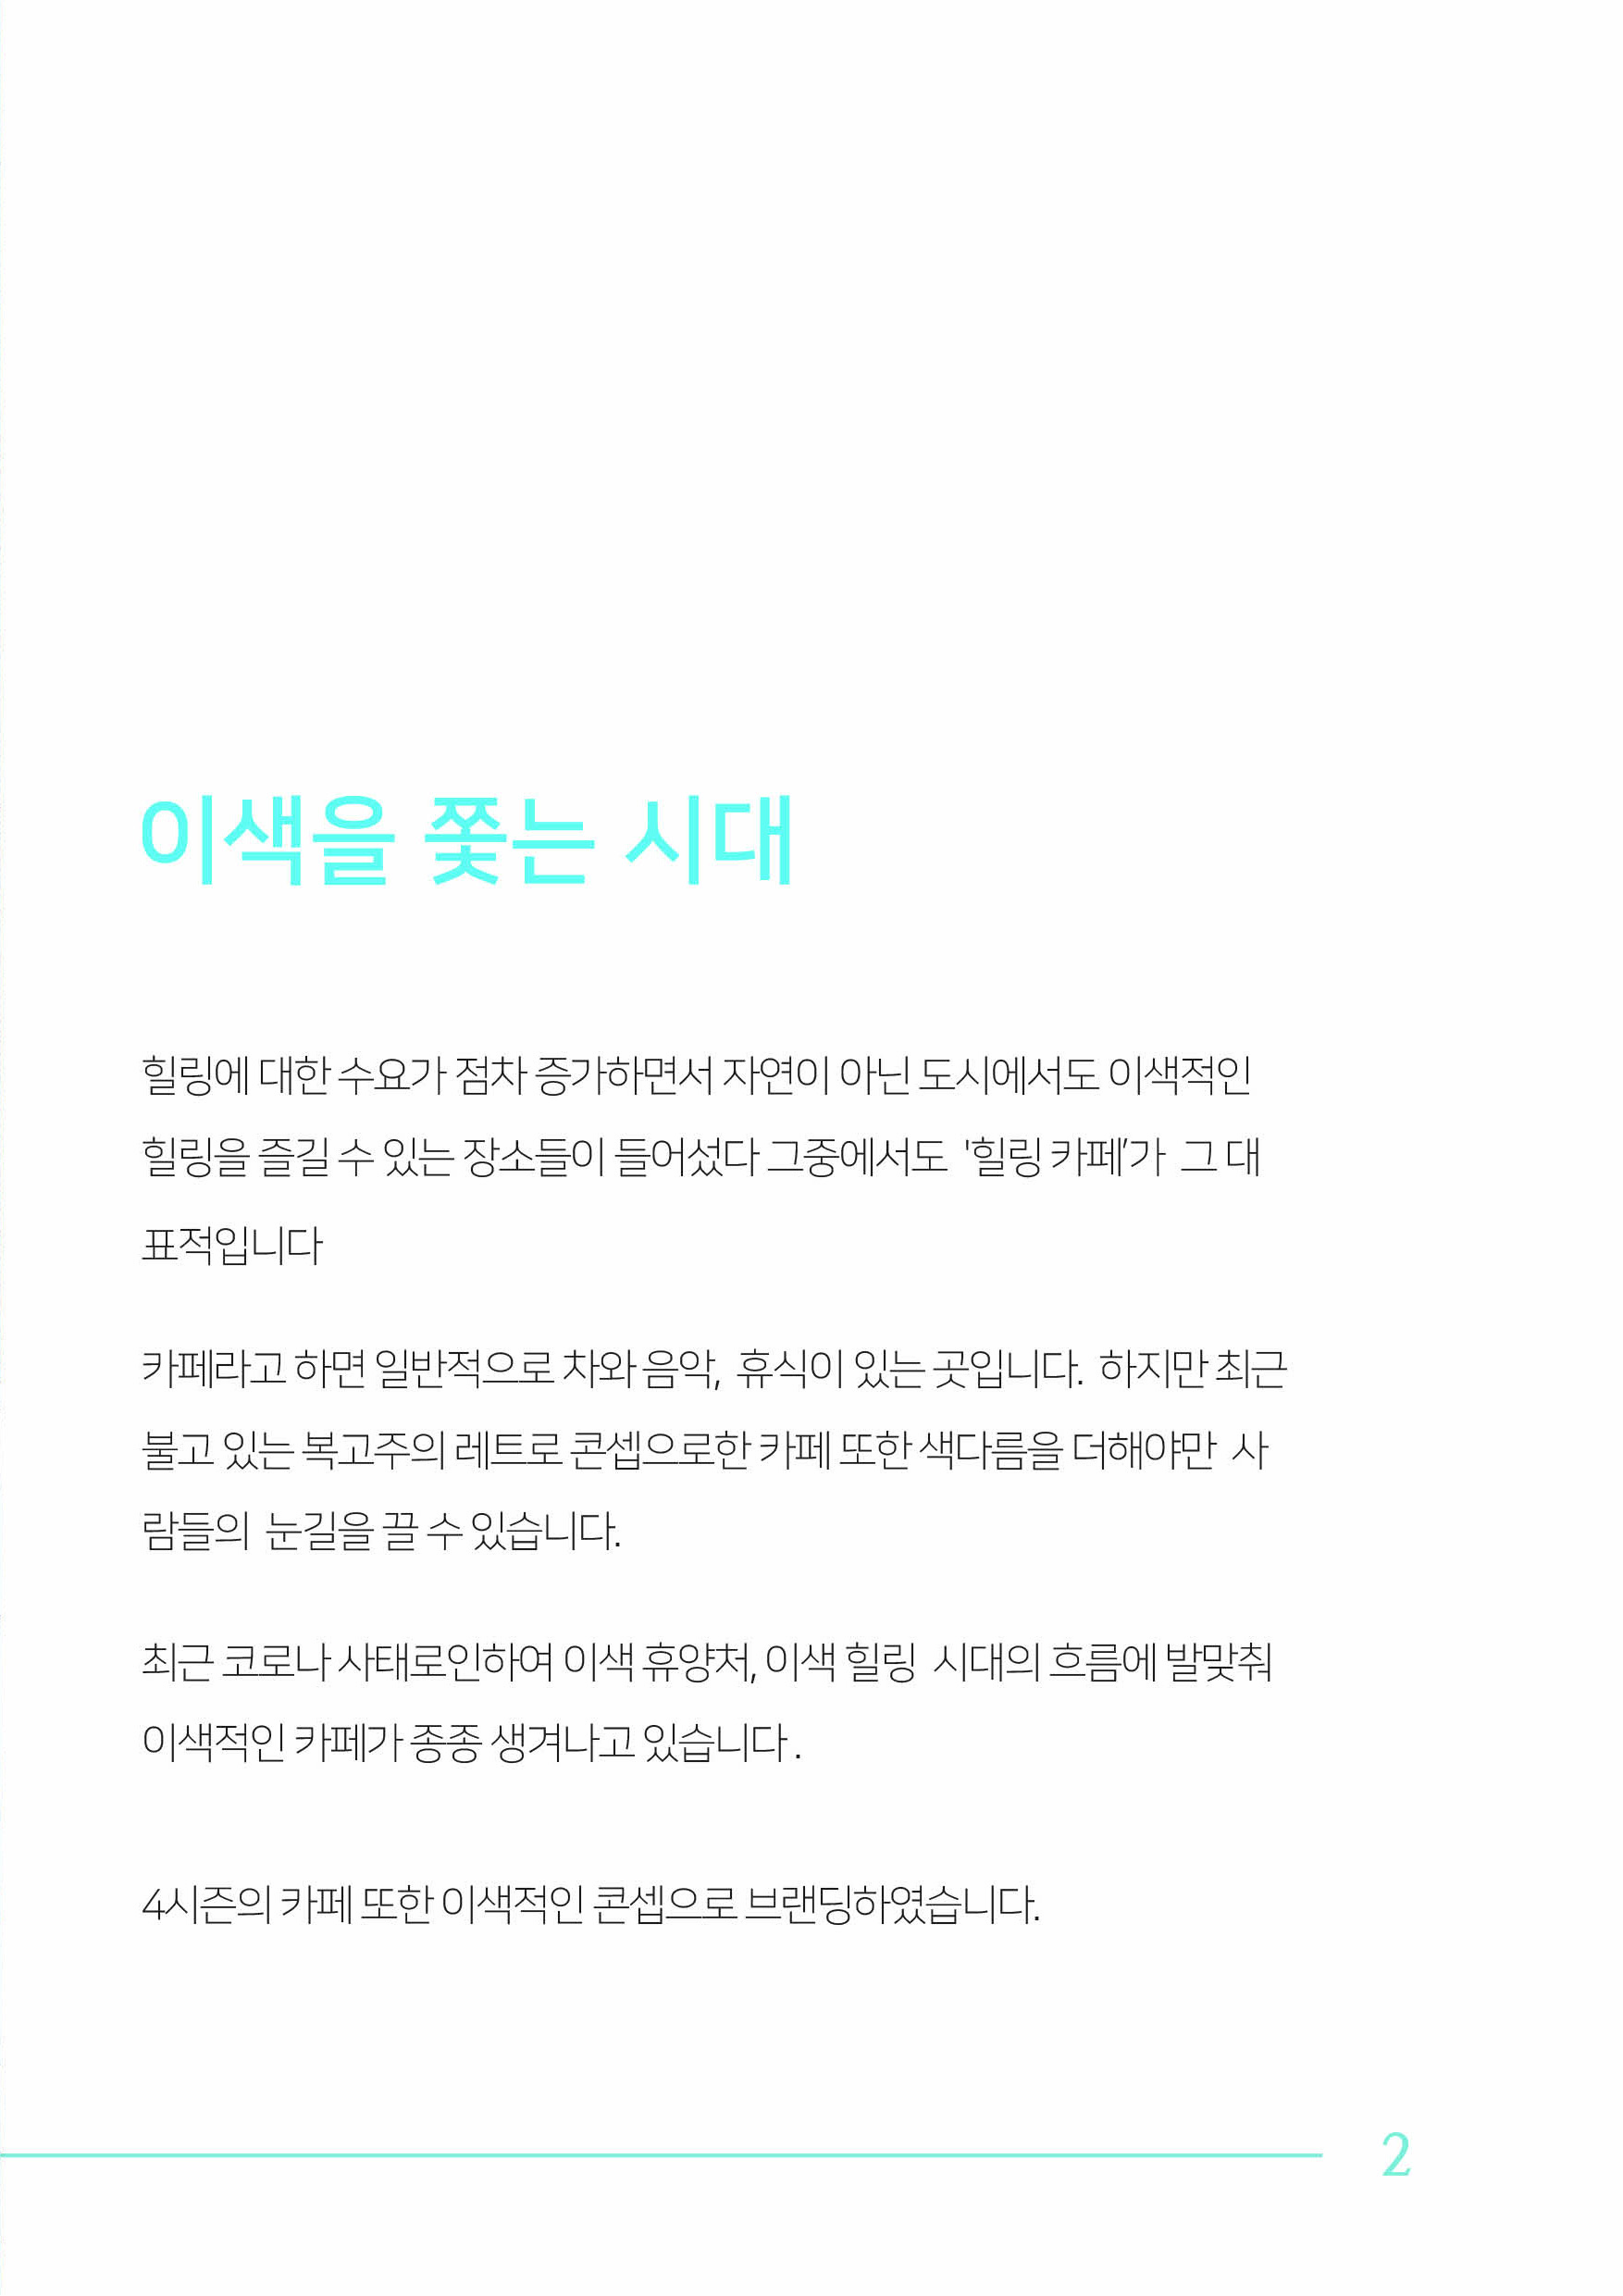 이색을 쫓는 시대
힐링에 대한 수요가 점차 증가하면서 자연이 아닌 도시에서도 이색적인
힐링을 즐길 수 있는 장소들이 들어섰다 그중에서도 '힐링 카페'가 그 대
표적입니다
카페라고 하면 일반적으로 차와 음악, 휴식이 있는 곳입니다. 하지만 최근
불고 있는 복고주의 레트로 콘셉으로한 카페 또한 색다름을 더해야만 사
람들의 눈길을 끌 수 있습니다.
최근 코로나 사태로인하여 이색 휴양처, 이색 힐링 시대의 흐름에 발맞춰
이색적인 카페가 종종 생겨나고 있습니다 .
4시즌의 카페 또한 이색적인 콘셉으로 브랜딩하였습니다.
2